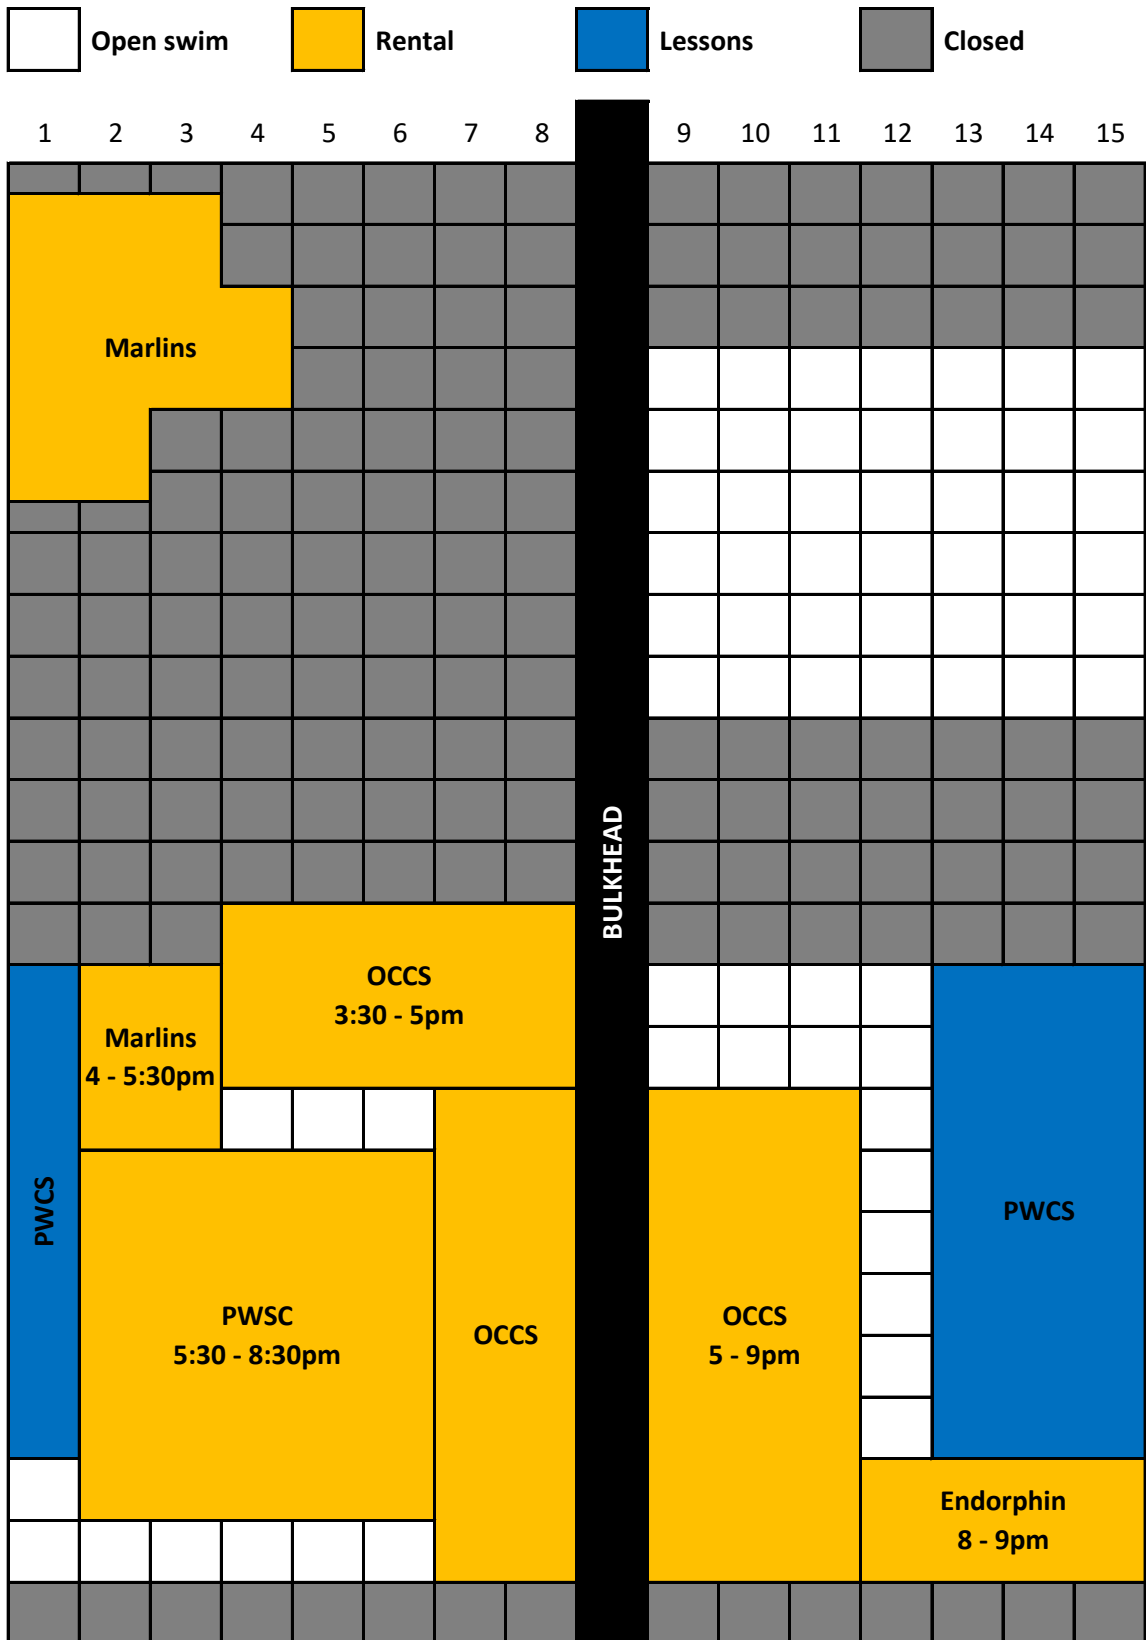 Open swim Rental Lessons Closed
1 2 3 4 5 6 7 8 9 10 11 12 13 14 15
Marlins
BULKHEAD
OCCS
3:30 - 5pm
Marlins
4 - 5:30pm
PWCS
PWSC
5:30 - 8:30pm
OCCS
OCCS
5 - 9pm
PWCS
Endorphin
8 - 9pm